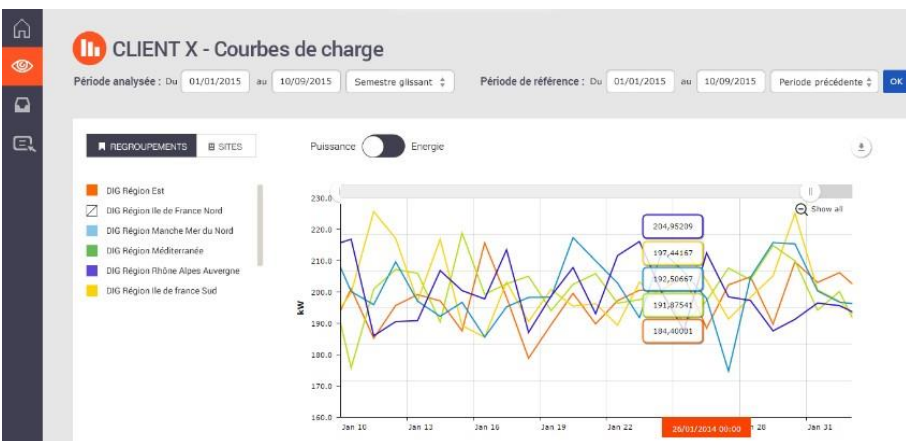 CLIENT X - Courbes de charge
Période analysée : Du 01/01/2015 au 10/09/2015 Semestre glissant Période de référence : Du 01/01/2015 au 10/09/2015 Periode précédente OK
REGROUPEMENTS SITES Puissance Energie
DIG Région Est
DIG Région Ile de France Nord
DIG Région Manche Mer du Nord
DIG Région Méditerranée
DIG Région Rhône Alpes Auvergne
DIG Région Ile de france Sud
Show all
kW
230.0
220.0
210.0
200.0
190.0
180.0
170.0
160.0
204,95209
197,44167
192,50667
191,87541
184,40001
Jan 10 Jan 13 Jan 16 Jan 19 Jan 22 26/01/2014 00:00 28 Jan 31